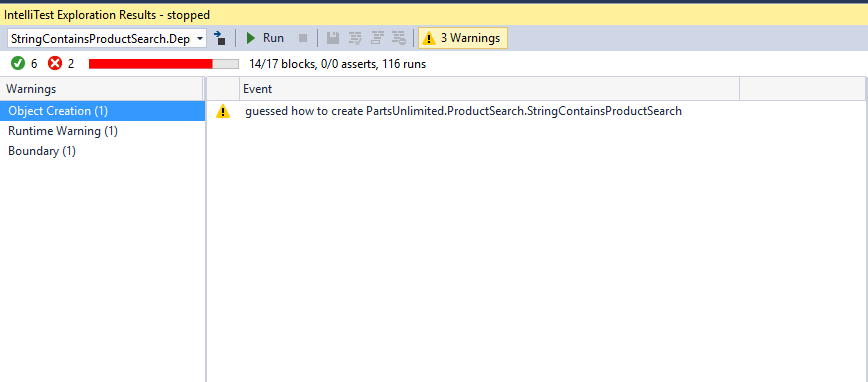 IntelliTest Exploration Results - stopped
StringContainsProductSearch.Dep Run 3 Warnings
6 2 14/17 blocks, 0/0 asserts, 116 runs
Warnings Event
Object Creation (1) guessed how to create PartsUnlimited.ProductSearch.StringContainsProductSearch
Runtime Warning (1)
Boundary (1)